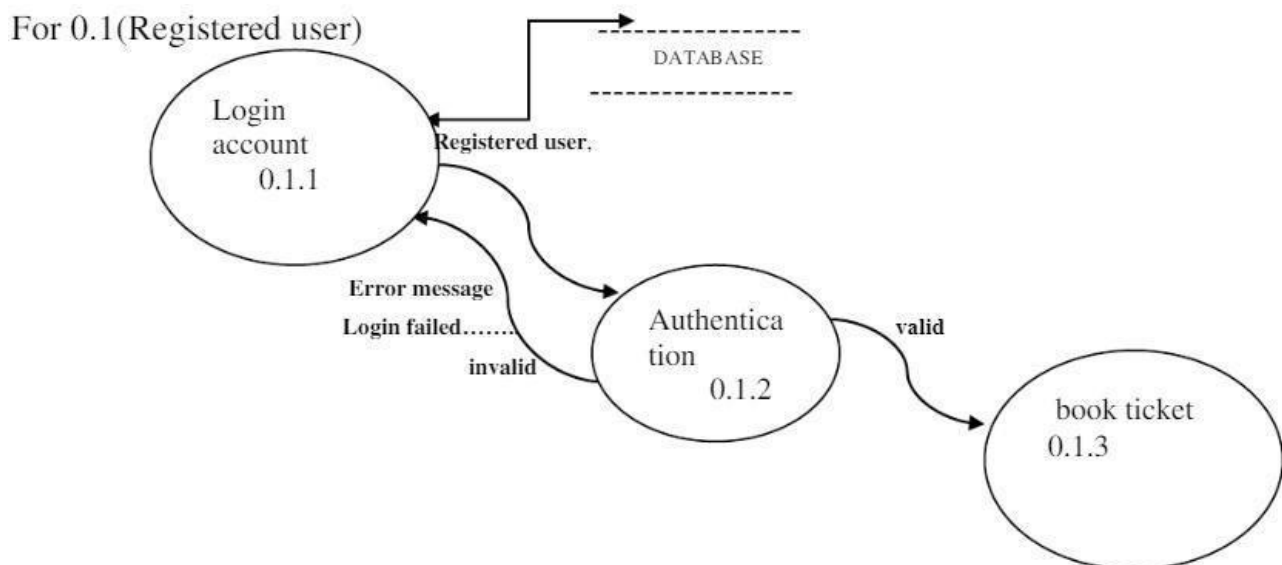 For 0.1(Registered user)
DATABASE
Login
account
0.1.1
Registered user,
Error message
Login failed........
invalid
Authentica
tion
0.1.2
valid
book ticket
0.1.3